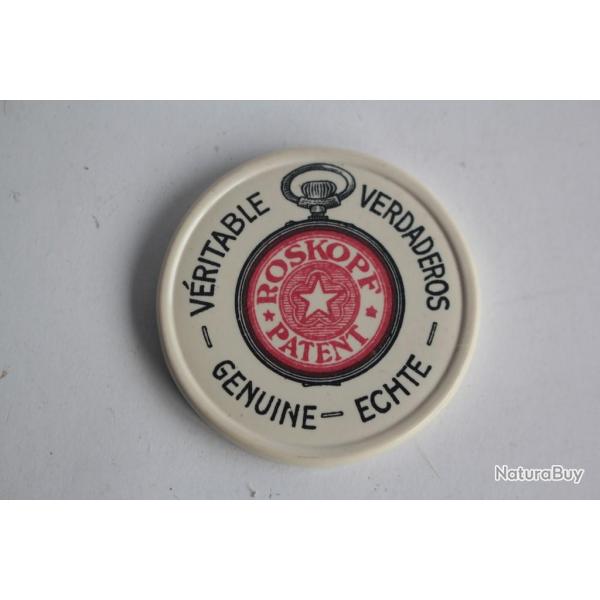 VÉRITABLE — VERDADEROS —
GENUINE — ECHTE —
ROSKOPF
★ PATENT ★
NaturaBuy